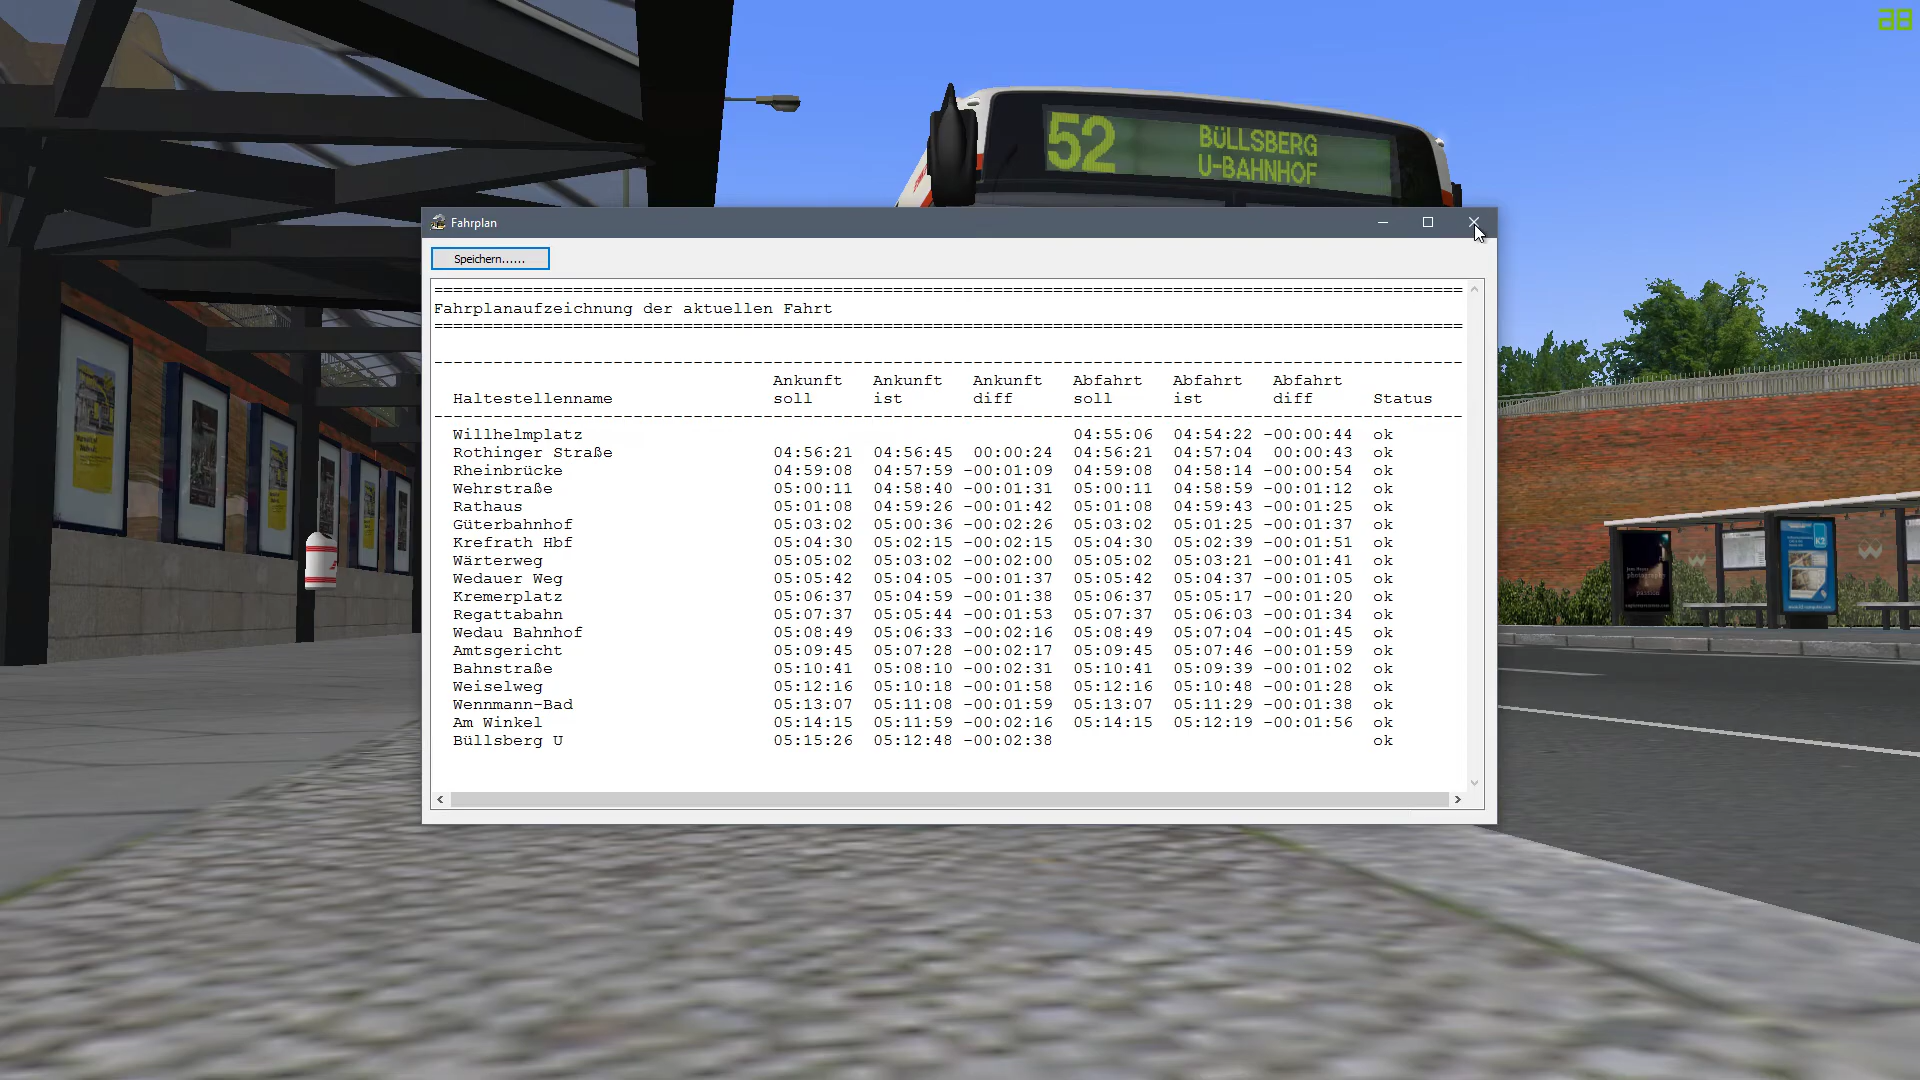 28
52 BÜLLSBERG
U-BAHNHOF
Fahrplan
Speichern......
=======================================================================================================
Fahrplanaufzeichnung der aktuellen Fahrt
=======================================================================================================
-------------------------------------------------------------------------------------------------------
Ankunft Ankunft Ankunft Abfahrt Abfahrt Abfahrt
Haltestellenname soll ist diff soll ist diff Status
-------------------------------------------------------------------------------------------------------
Willhelmplatz 04:55:06 04:54:22 -00:00:44 ok
Rothinger Straße 04:56:21 04:56:45 00:00:24 04:56:21 04:57:04 00:00:43 ok
Rheinbrücke 04:59:08 04:57:59 -00:01:09 04:59:08 04:58:14 -00:00:54 ok
Wehrstraße 05:00:11 04:58:40 -00:01:31 05:00:11 04:58:59 -00:01:12 ok
Rathaus 05:01:08 04:59:26 -00:01:42 05:01:08 04:59:43 -00:01:25 ok
Güterbahnhof 05:03:02 05:00:36 -00:02:26 05:03:02 05:01:25 -00:01:37 ok
Krefrath Hbf 05:04:30 05:02:15 -00:02:15 05:04:30 05:02:39 -00:01:51 ok
Wärterweg 05:05:02 05:03:02 -00:02:00 05:05:02 05:03:21 -00:01:41 ok
Wedauer Weg 05:05:42 05:04:05 -00:01:37 05:05:42 05:04:37 -00:01:05 ok
Kremerplatz 05:06:37 05:04:59 -00:01:38 05:06:37 05:05:17 -00:01:20 ok
Regattabahn 05:07:37 05:05:44 -00:01:53 05:07:37 05:06:03 -00:01:34 ok
Wedau Bahnhof 05:08:49 05:06:33 -00:02:16 05:08:49 05:07:04 -00:01:45 ok
Amtsgericht 05:09:45 05:07:28 -00:02:17 05:09:45 05:07:46 -00:01:59 ok
Bahnstraße 05:10:41 05:08:10 -00:02:31 05:10:41 05:09:39 -00:01:02 ok
Weiselweg 05:12:16 05:10:18 -00:01:58 05:12:16 05:10:48 -00:01:28 ok
Wennmann-Bad 05:13:07 05:11:08 -00:01:59 05:13:07 05:11:29 -00:01:38 ok
Am Winkel 05:14:15 05:11:59 -00:02:16 05:14:15 05:12:19 -00:01:56 ok
Büllsberg U 05:15:26 05:12:48 -00:02:38 ok